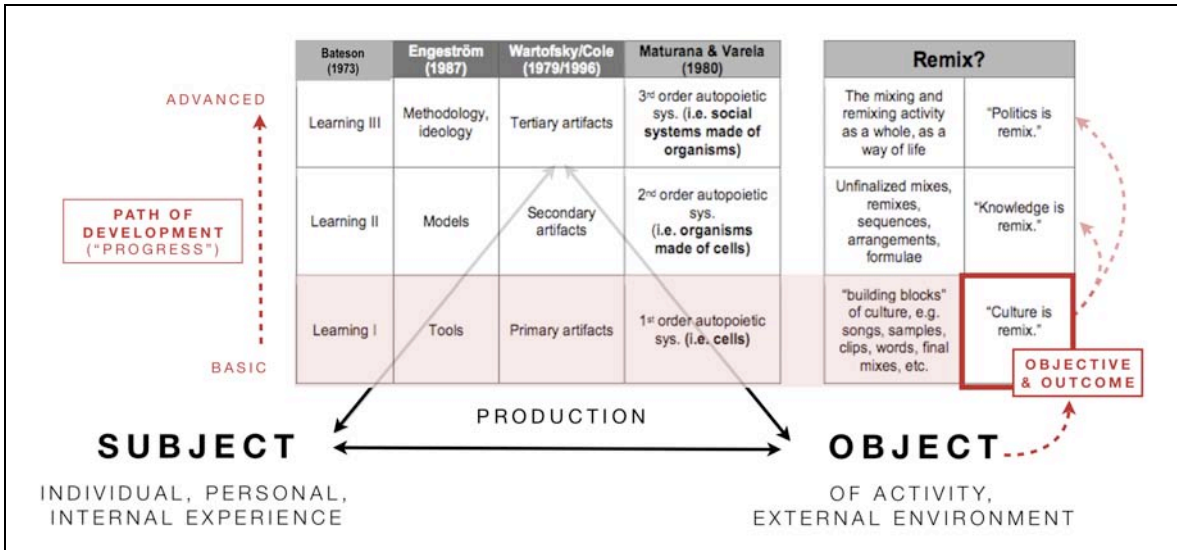 Bateson
(1973)
Engeström
(1987)
Wartofsky/Cole
(1979/1996)
Maturana & Varela
(1980)
Remix?
ADVANCED
Learning III
Methodology,
ideology
Tertiary artifacts
3rd order autopoietic
sys. (i.e. social
systems made of
organisms)
The mixing and
remixing activity
as a whole, as a
way of life
“Politics is
remix.”
PATH OF
DEVELOPMENT
(“PROGRESS”)
Learning II
Models
Secondary
artifacts
2nd order autopoietic
sys.
(i.e. organisms
made of cells)
Unfinalized mixes,
remixes,
sequences,
arrangements,
formulae
“Knowledge is
remix.”
BASIC
Learning I
Tools
Primary artifacts
1st order autopoietic
sys. (i.e. cells)
“building blocks”
of culture, e.g.
songs, samples,
clips, words, final
mixes, etc.
“Culture is
remix.”
OBJECTIVE
& OUTCOME
PRODUCTION
SUBJECT
OBJECT
INDIVIDUAL, PERSONAL,
INTERNAL EXPERIENCE
OF ACTIVITY,
EXTERNAL ENVIRONMENT